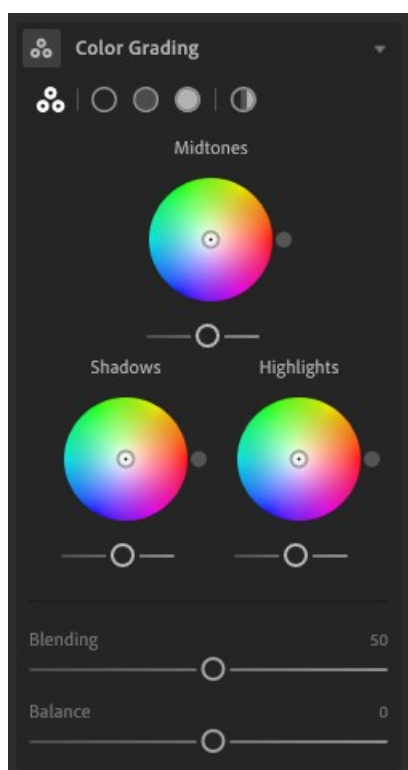 Color Grading
Midtones
Shadows Highlights
Blending 50
Balance 0